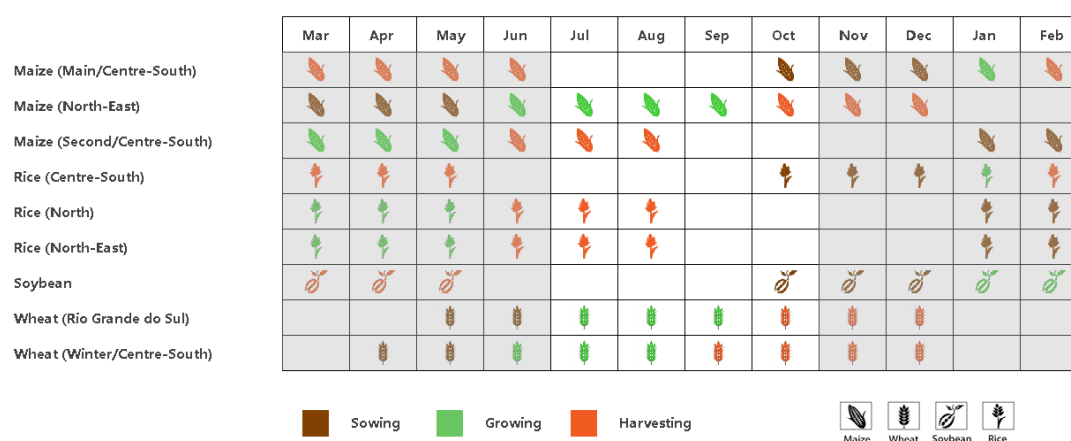 Mar Apr May Jun Jul Aug Sep Oct Nov Dec Jan Feb
Maize (Main/Centre-South)
Maize (North-East)
Maize (Second/Centre-South)
Rice (Centre-South)
Rice (North)
Rice (North-East)
Soybean
Wheat (Rio Grande do Sul)
Wheat (Winter/Centre-South)
Sowing Growing Harvesting
Maize Wheat Soybean Rice